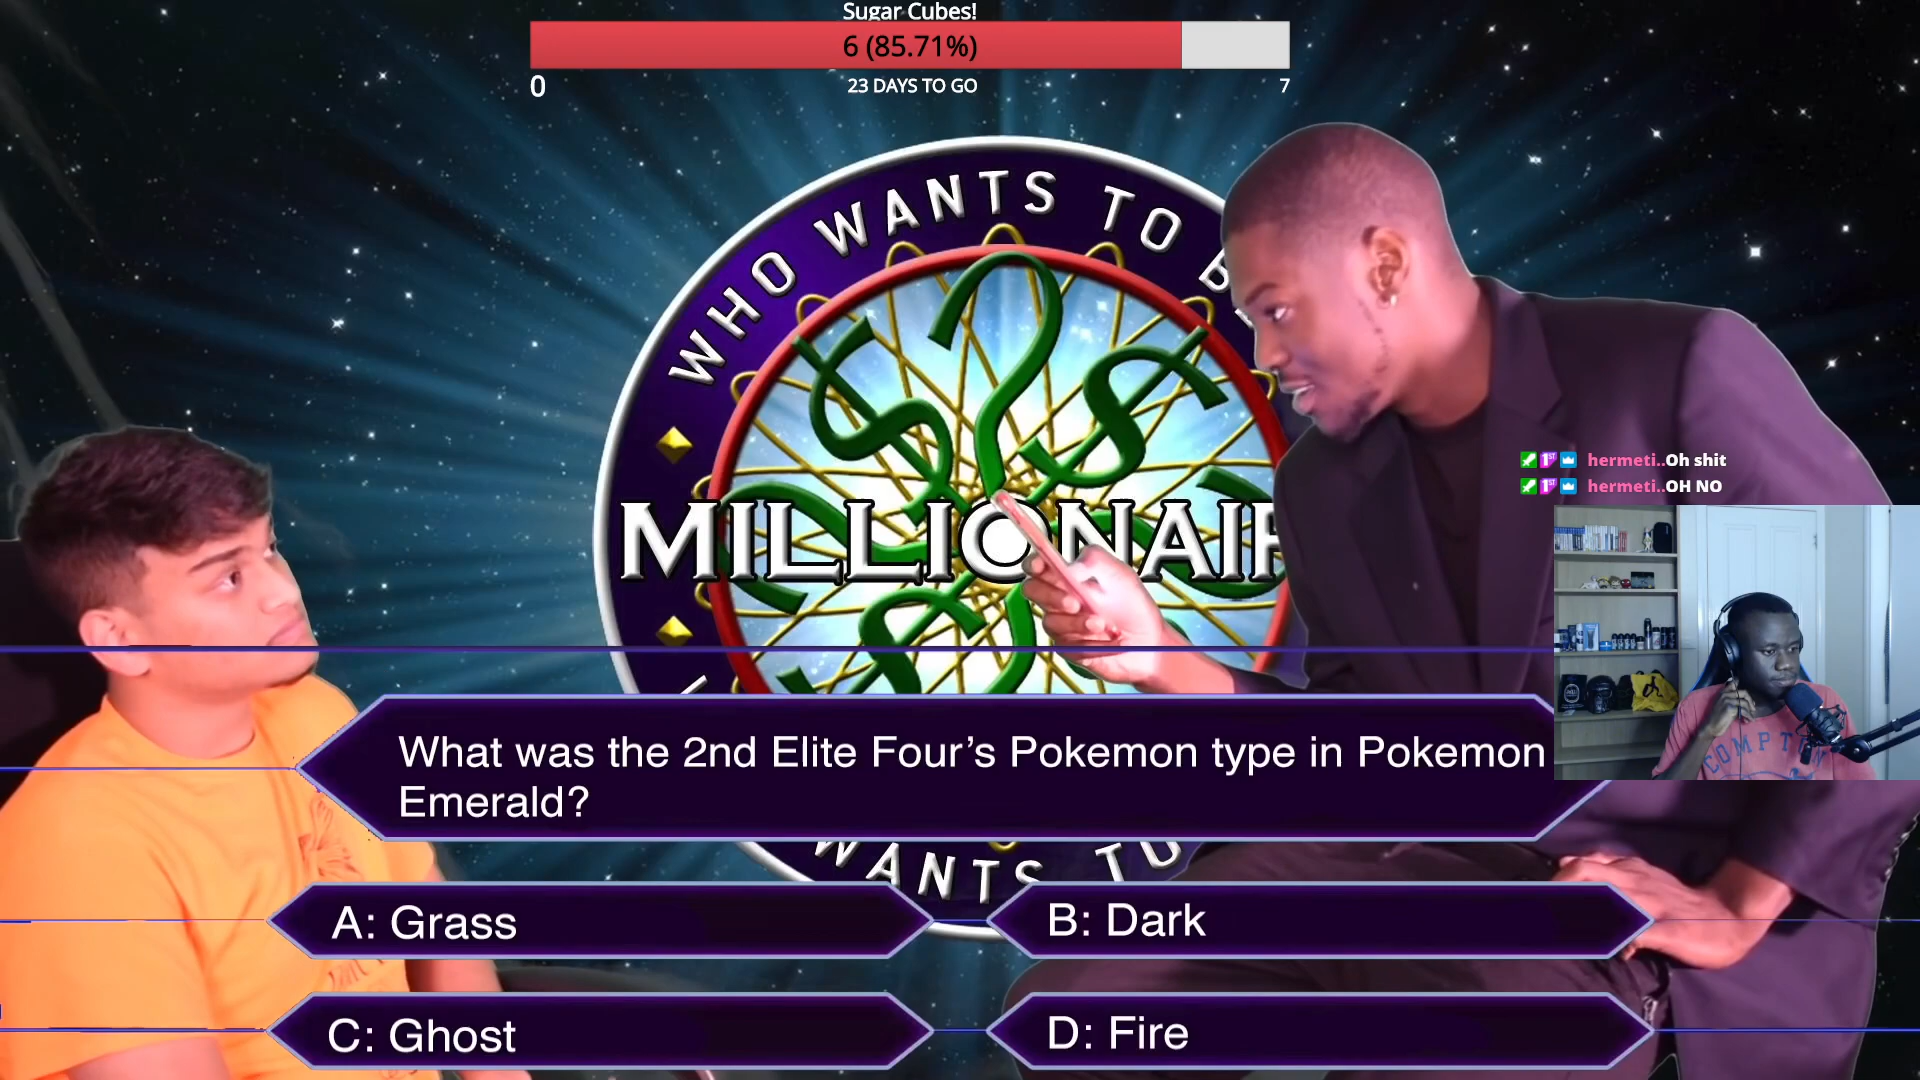 Sugar Cubes!
6 (85.71%)
0
23 DAYS TO GO
7
WHO WANTS TO B
MILLIONAIR
hermeti..Oh shit
hermeti..OH NO
COMPTON
What was the 2nd Elite Four’s Pokemon type in Pokemon
Emerald?
WANTS TO
A: Grass
B: Dark
C: Ghost
D: Fire